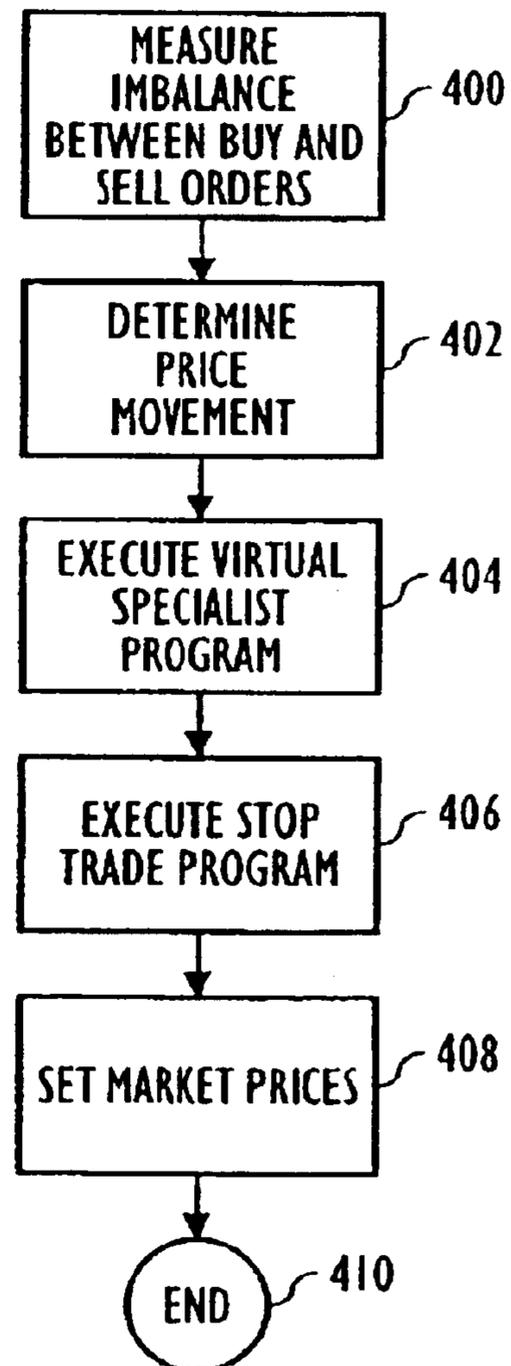 MEASURE
IMBALANCE
BETWEEN BUY AND
SELL ORDERS
400
DETERMINE
PRICE
MOVEMENT
402
EXECUTE VIRTUAL
SPECIALIST
PROGRAM
404
EXECUTE STOP
TRADE PROGRAM
406
SET MARKET PRICES
408
END
410